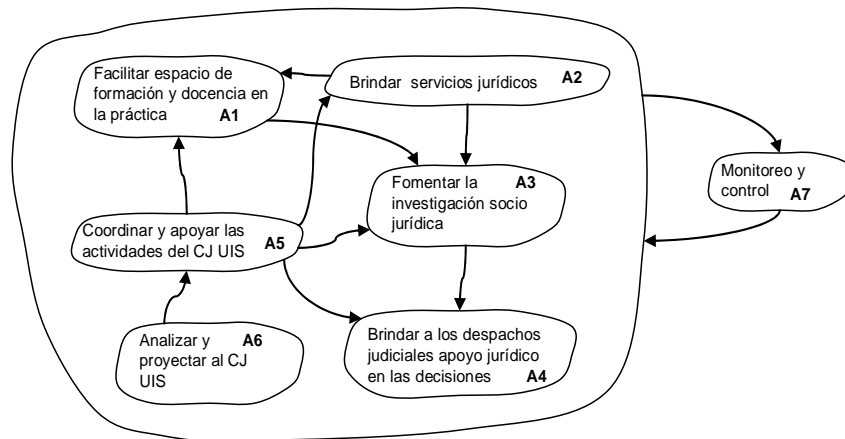 Facilitar espacio de
formación y docencia en
la práctica A1
Brindar servicios jurídicos A2
Fomentar la A3
investigación socio
jurídica
Monitoreo y
control A7
Coordinar y apoyar las
actividades del CJ UIS A5
Analizar y A6
proyectar al CJ
UIS
Brindar a los despachos
judiciales apoyo jurídico
en las decisiones A4